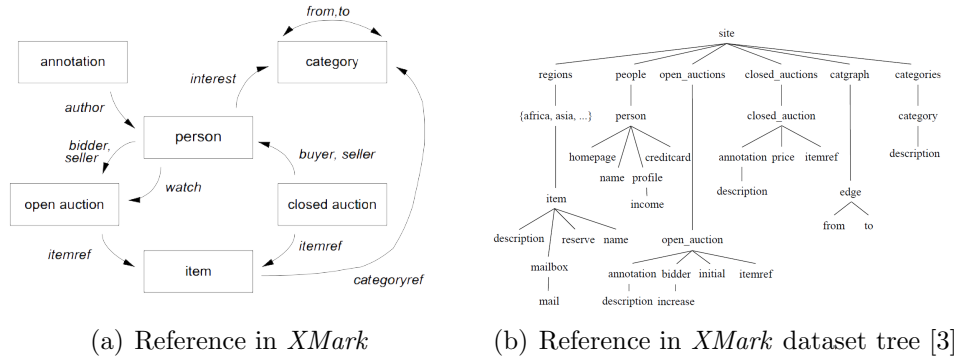 from,to
annotation
category
interest
author
person
bidder,
seller
buyer, seller
watch
open auction
closed auction
itemref
itemref
item
categoryref
(a) Reference in XMark
site
regions people open_auctions closed_auctions catgraph categories
{africa, asia, ...} person closed_auction category
homepage creditcard annotation price itemref description
name profile
item income description edge
description reserve name open_auction from to
mailbox annotation bidder initial itemref
mail description increase
(b) Reference in XMark dataset tree [3]